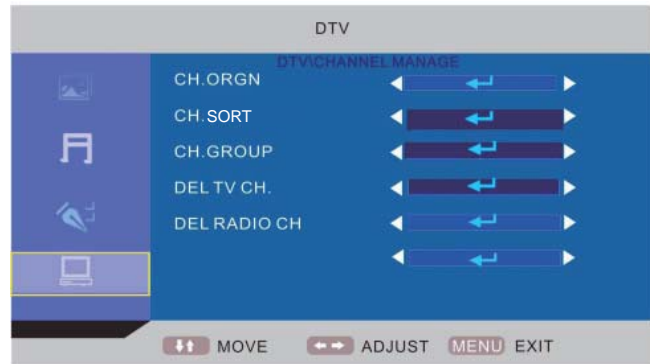 DTV
DTV\CHANNEL MANAGE
CH.ORGN
CH.SORT
CH.GROUP
DEL TV CH.
DEL RADIO CH
MOVE ADJUST MENU EXIT